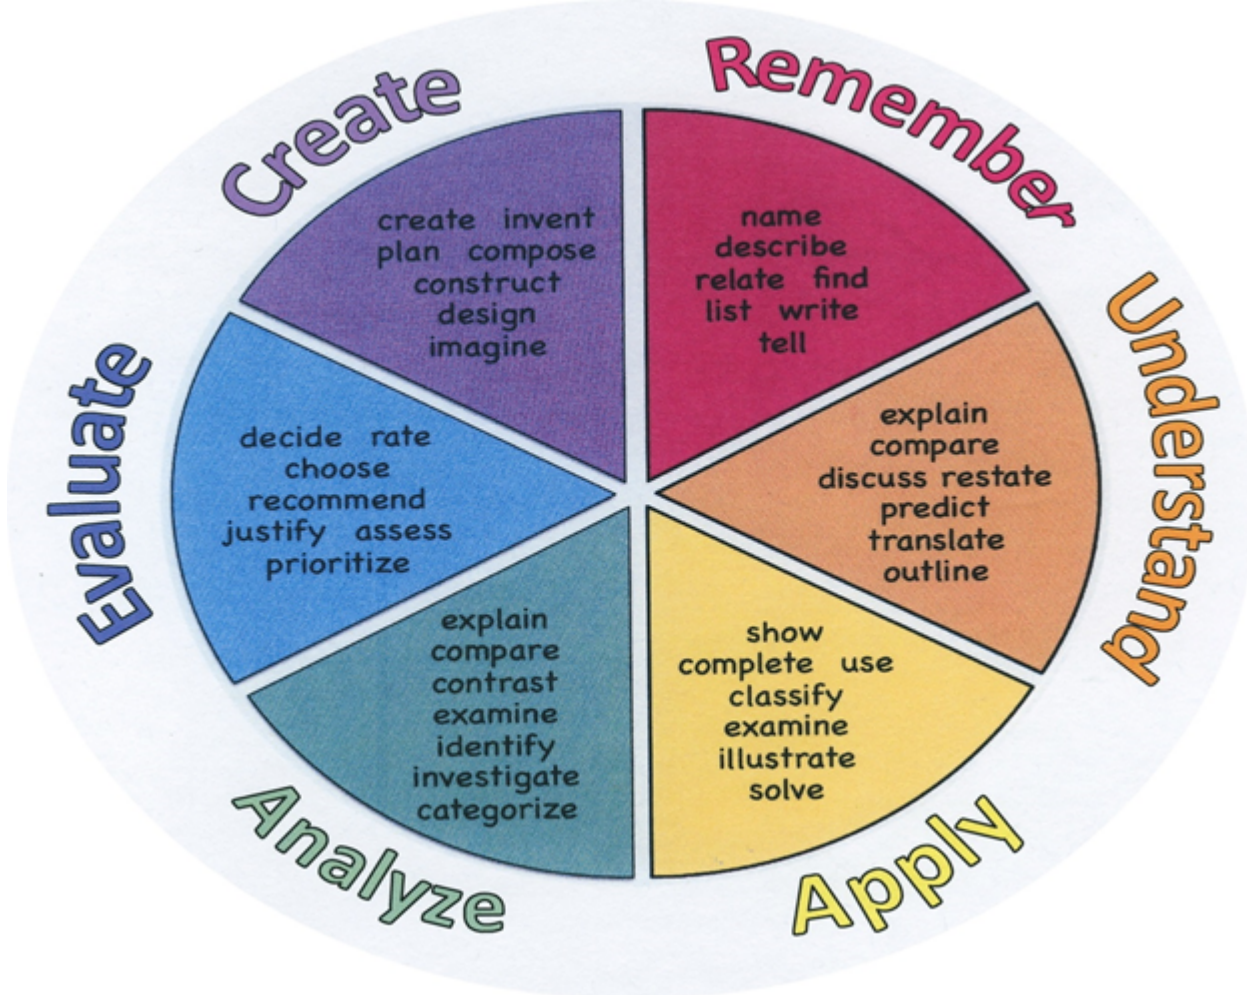 Remember
name
describe
relate find
list write
tell
Understand
explain
compare
discuss restate
predict
translate
outline
Apply
show
complete use
classify
examine
illustrate
solve
Analyze
explain
compare
contrast
examine
identify
investigate
categorize
Evaluate
decide rate
choose
recommend
justify assess
prioritize
Create
create invent
plan compose
construct
design
imagine